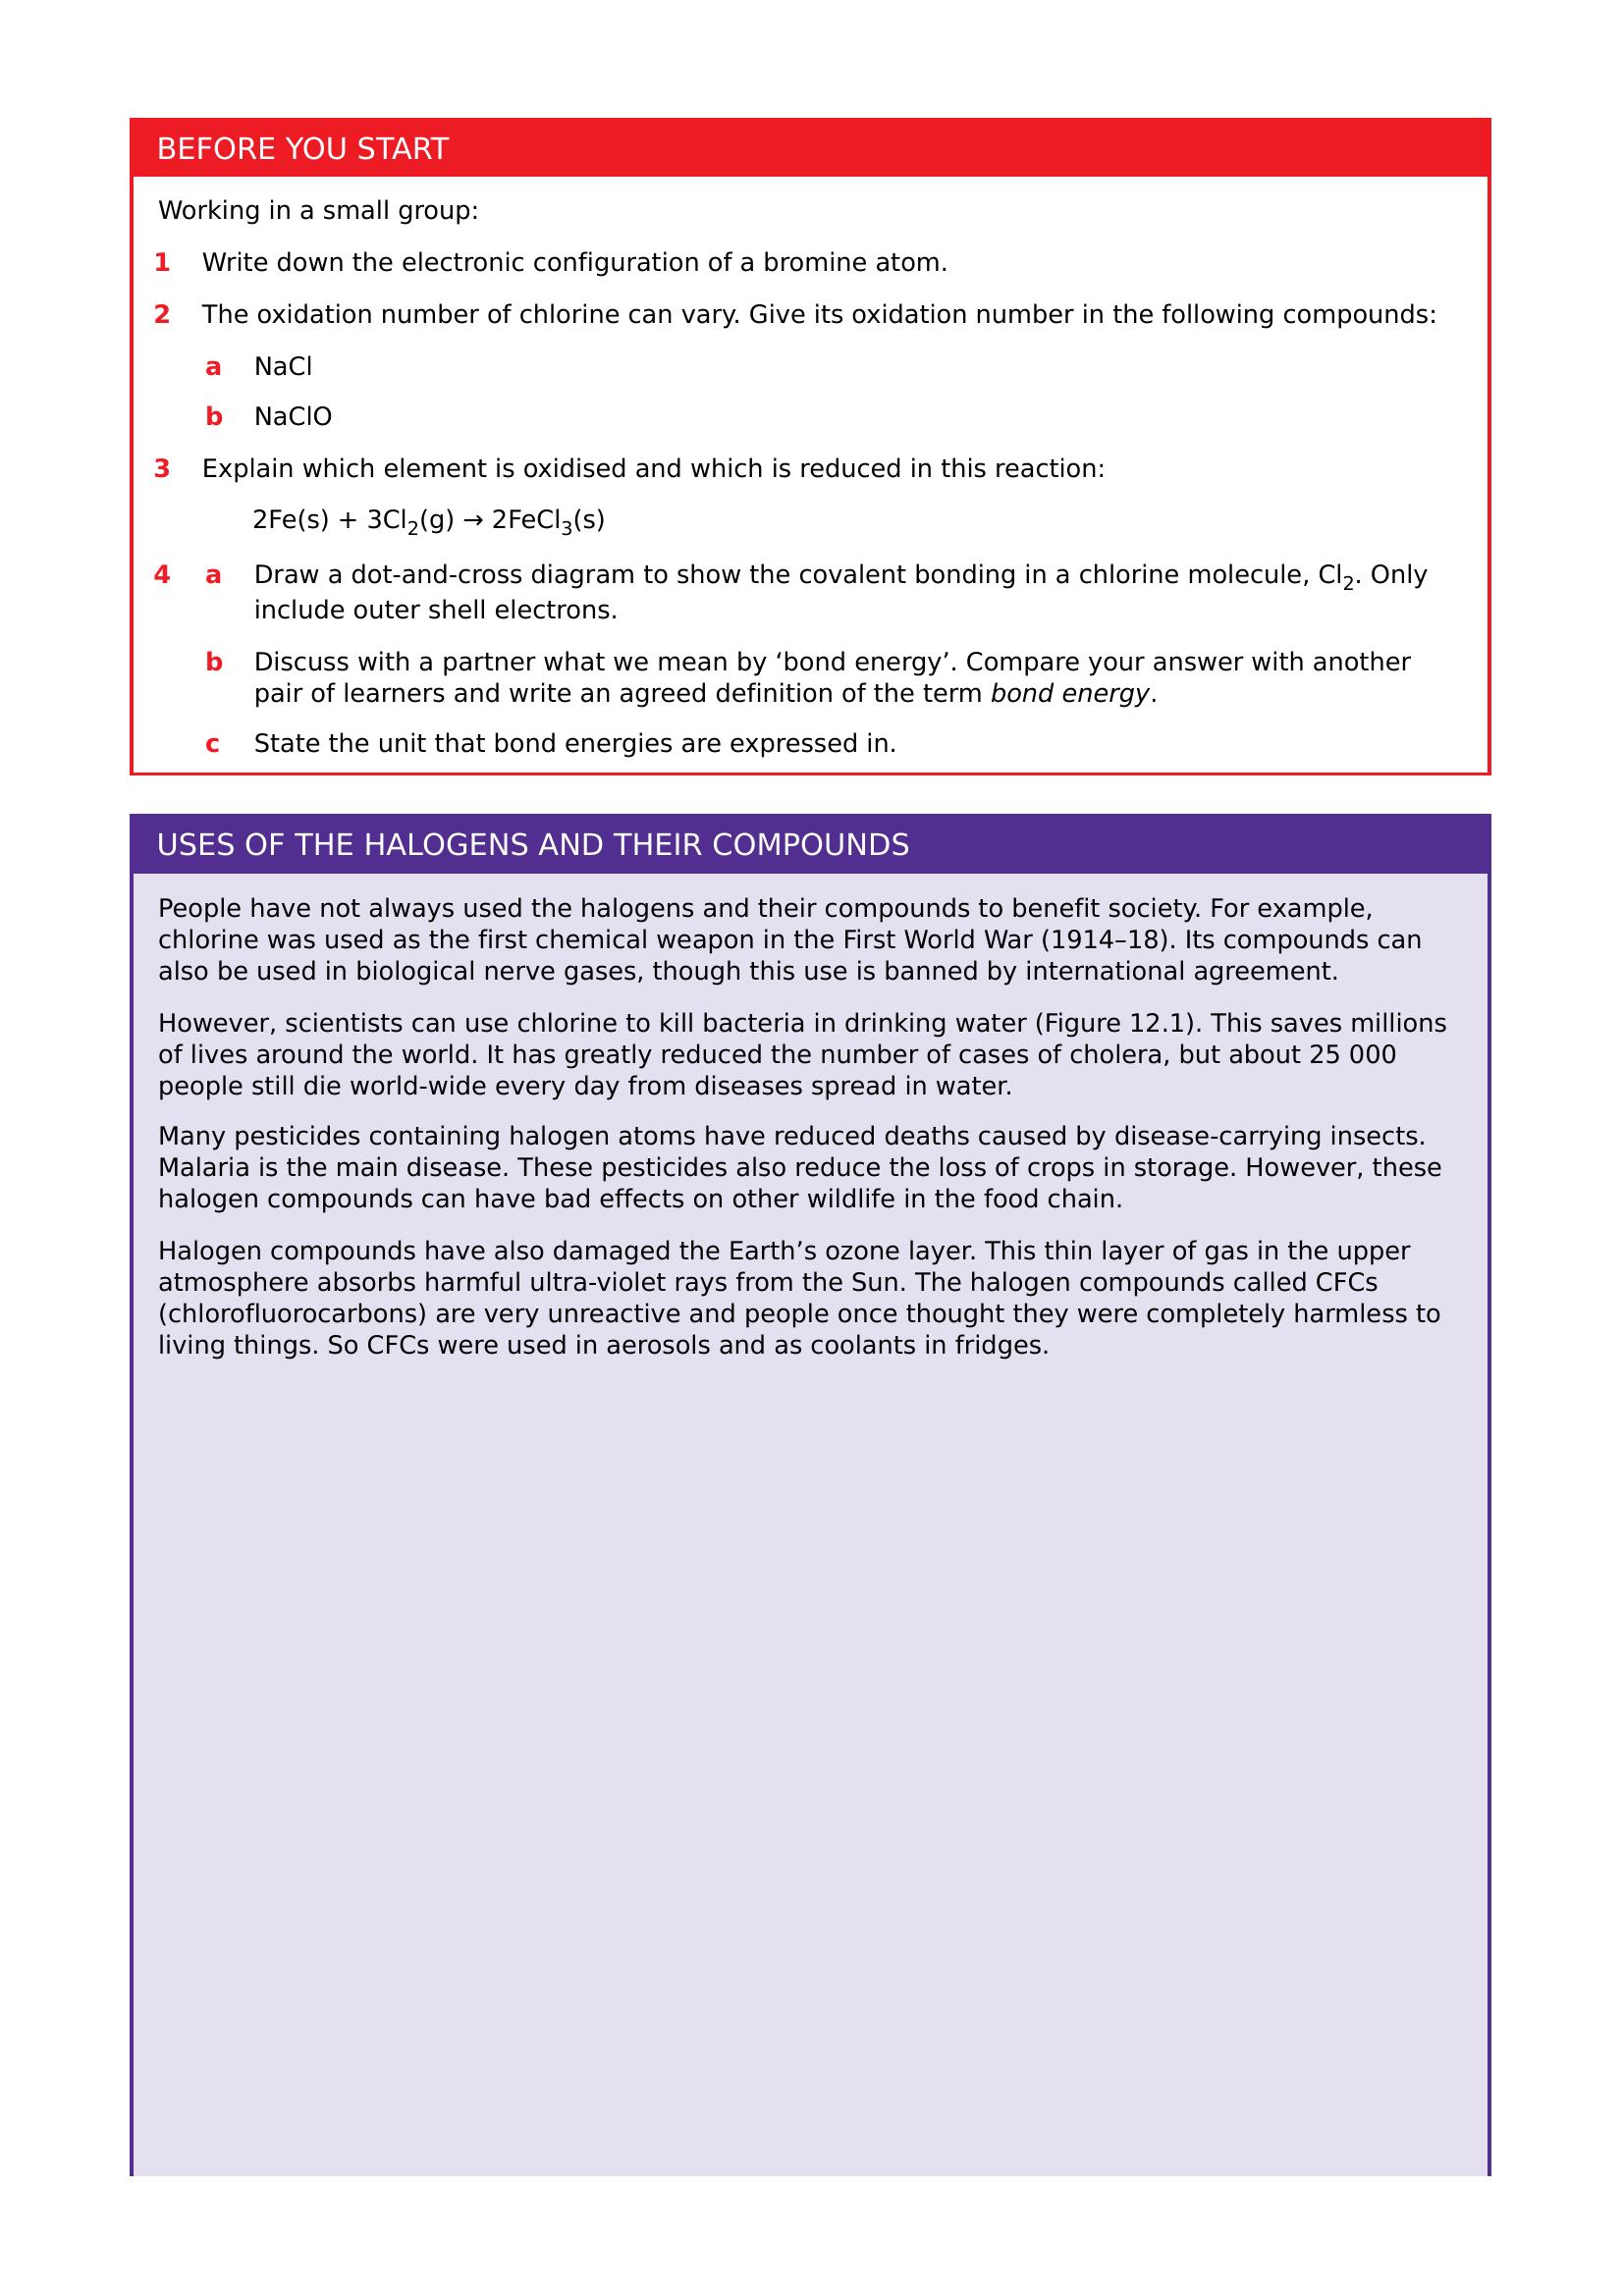 BEFORE YOU START
Working in a small group:
1 Write down the electronic configuration of a bromine atom.
2 The oxidation number of chlorine can vary. Give its oxidation number in the following compounds:
a NaCl
b NaClO
3 Explain which element is oxidised and which is reduced in this reaction:
2Fe(s) + 3Cl₂(g) → 2FeCl₃(s)
4 a Draw a dot-and-cross diagram to show the covalent bonding in a chlorine molecule, Cl₂. Only
include outer shell electrons.
b Discuss with a partner what we mean by ‘bond energy’. Compare your answer with another
pair of learners and write an agreed definition of the term bond energy.
c State the unit that bond energies are expressed in.
USES OF THE HALOGENS AND THEIR COMPOUNDS
People have not always used the halogens and their compounds to benefit society. For example,
chlorine was used as the first chemical weapon in the First World War (1914–18). Its compounds can
also be used in biological nerve gases, though this use is banned by international agreement.
However, scientists can use chlorine to kill bacteria in drinking water (Figure 12.1). This saves millions
of lives around the world. It has greatly reduced the number of cases of cholera, but about 25 000
people still die world-wide every day from diseases spread in water.
Many pesticides containing halogen atoms have reduced deaths caused by disease-carrying insects.
Malaria is the main disease. These pesticides also reduce the loss of crops in storage. However, these
halogen compounds can have bad effects on other wildlife in the food chain.
Halogen compounds have also damaged the Earth’s ozone layer. This thin layer of gas in the upper
atmosphere absorbs harmful ultra-violet rays from the Sun. The halogen compounds called CFCs
(chlorofluorocarbons) are very unreactive and people once thought they were completely harmless to
living things. So CFCs were used in aerosols and as coolants in fridges.